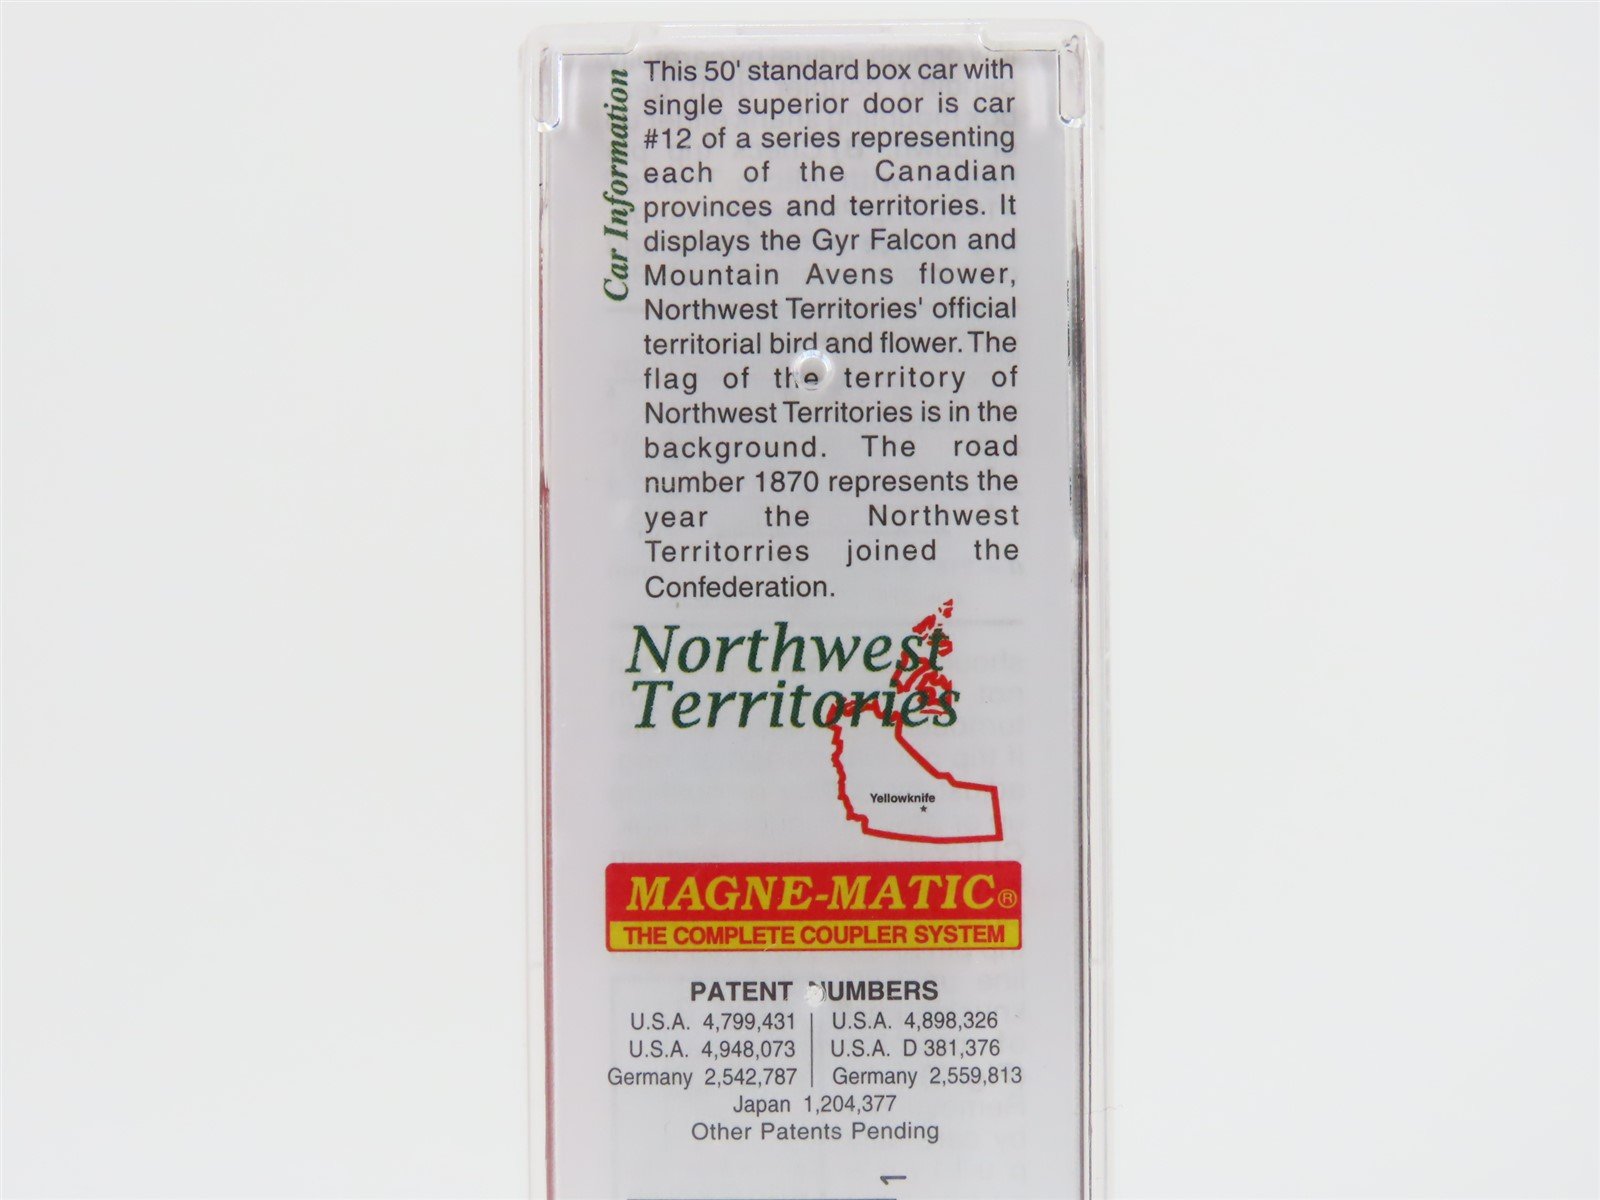 Car Information
This 50' standard box car with
single superior door is car
#12 of a series representing
each of the Canadian
provinces and territories. It
displays the Gyr Falcon and
Mountain Avens flower,
Northwest Territories' official
territorial bird and flower. The
flag of the territory of
Northwest Territories is in the
background. The road
number 1870 represents the
year the Northwest
Territorries joined the
Confederation.
Northwest
Territories
Yellowknife
MAGNE-MATIC®
THE COMPLETE COUPLER SYSTEM
PATENT NUMBERS
U.S.A. 4,799,431 U.S.A. 4,898,326
U.S.A. 4,948,073 U.S.A. D 381,376
Germany 2,542,787 Germany 2,559,813
Japan 1,204,377
Other Patents Pending
1